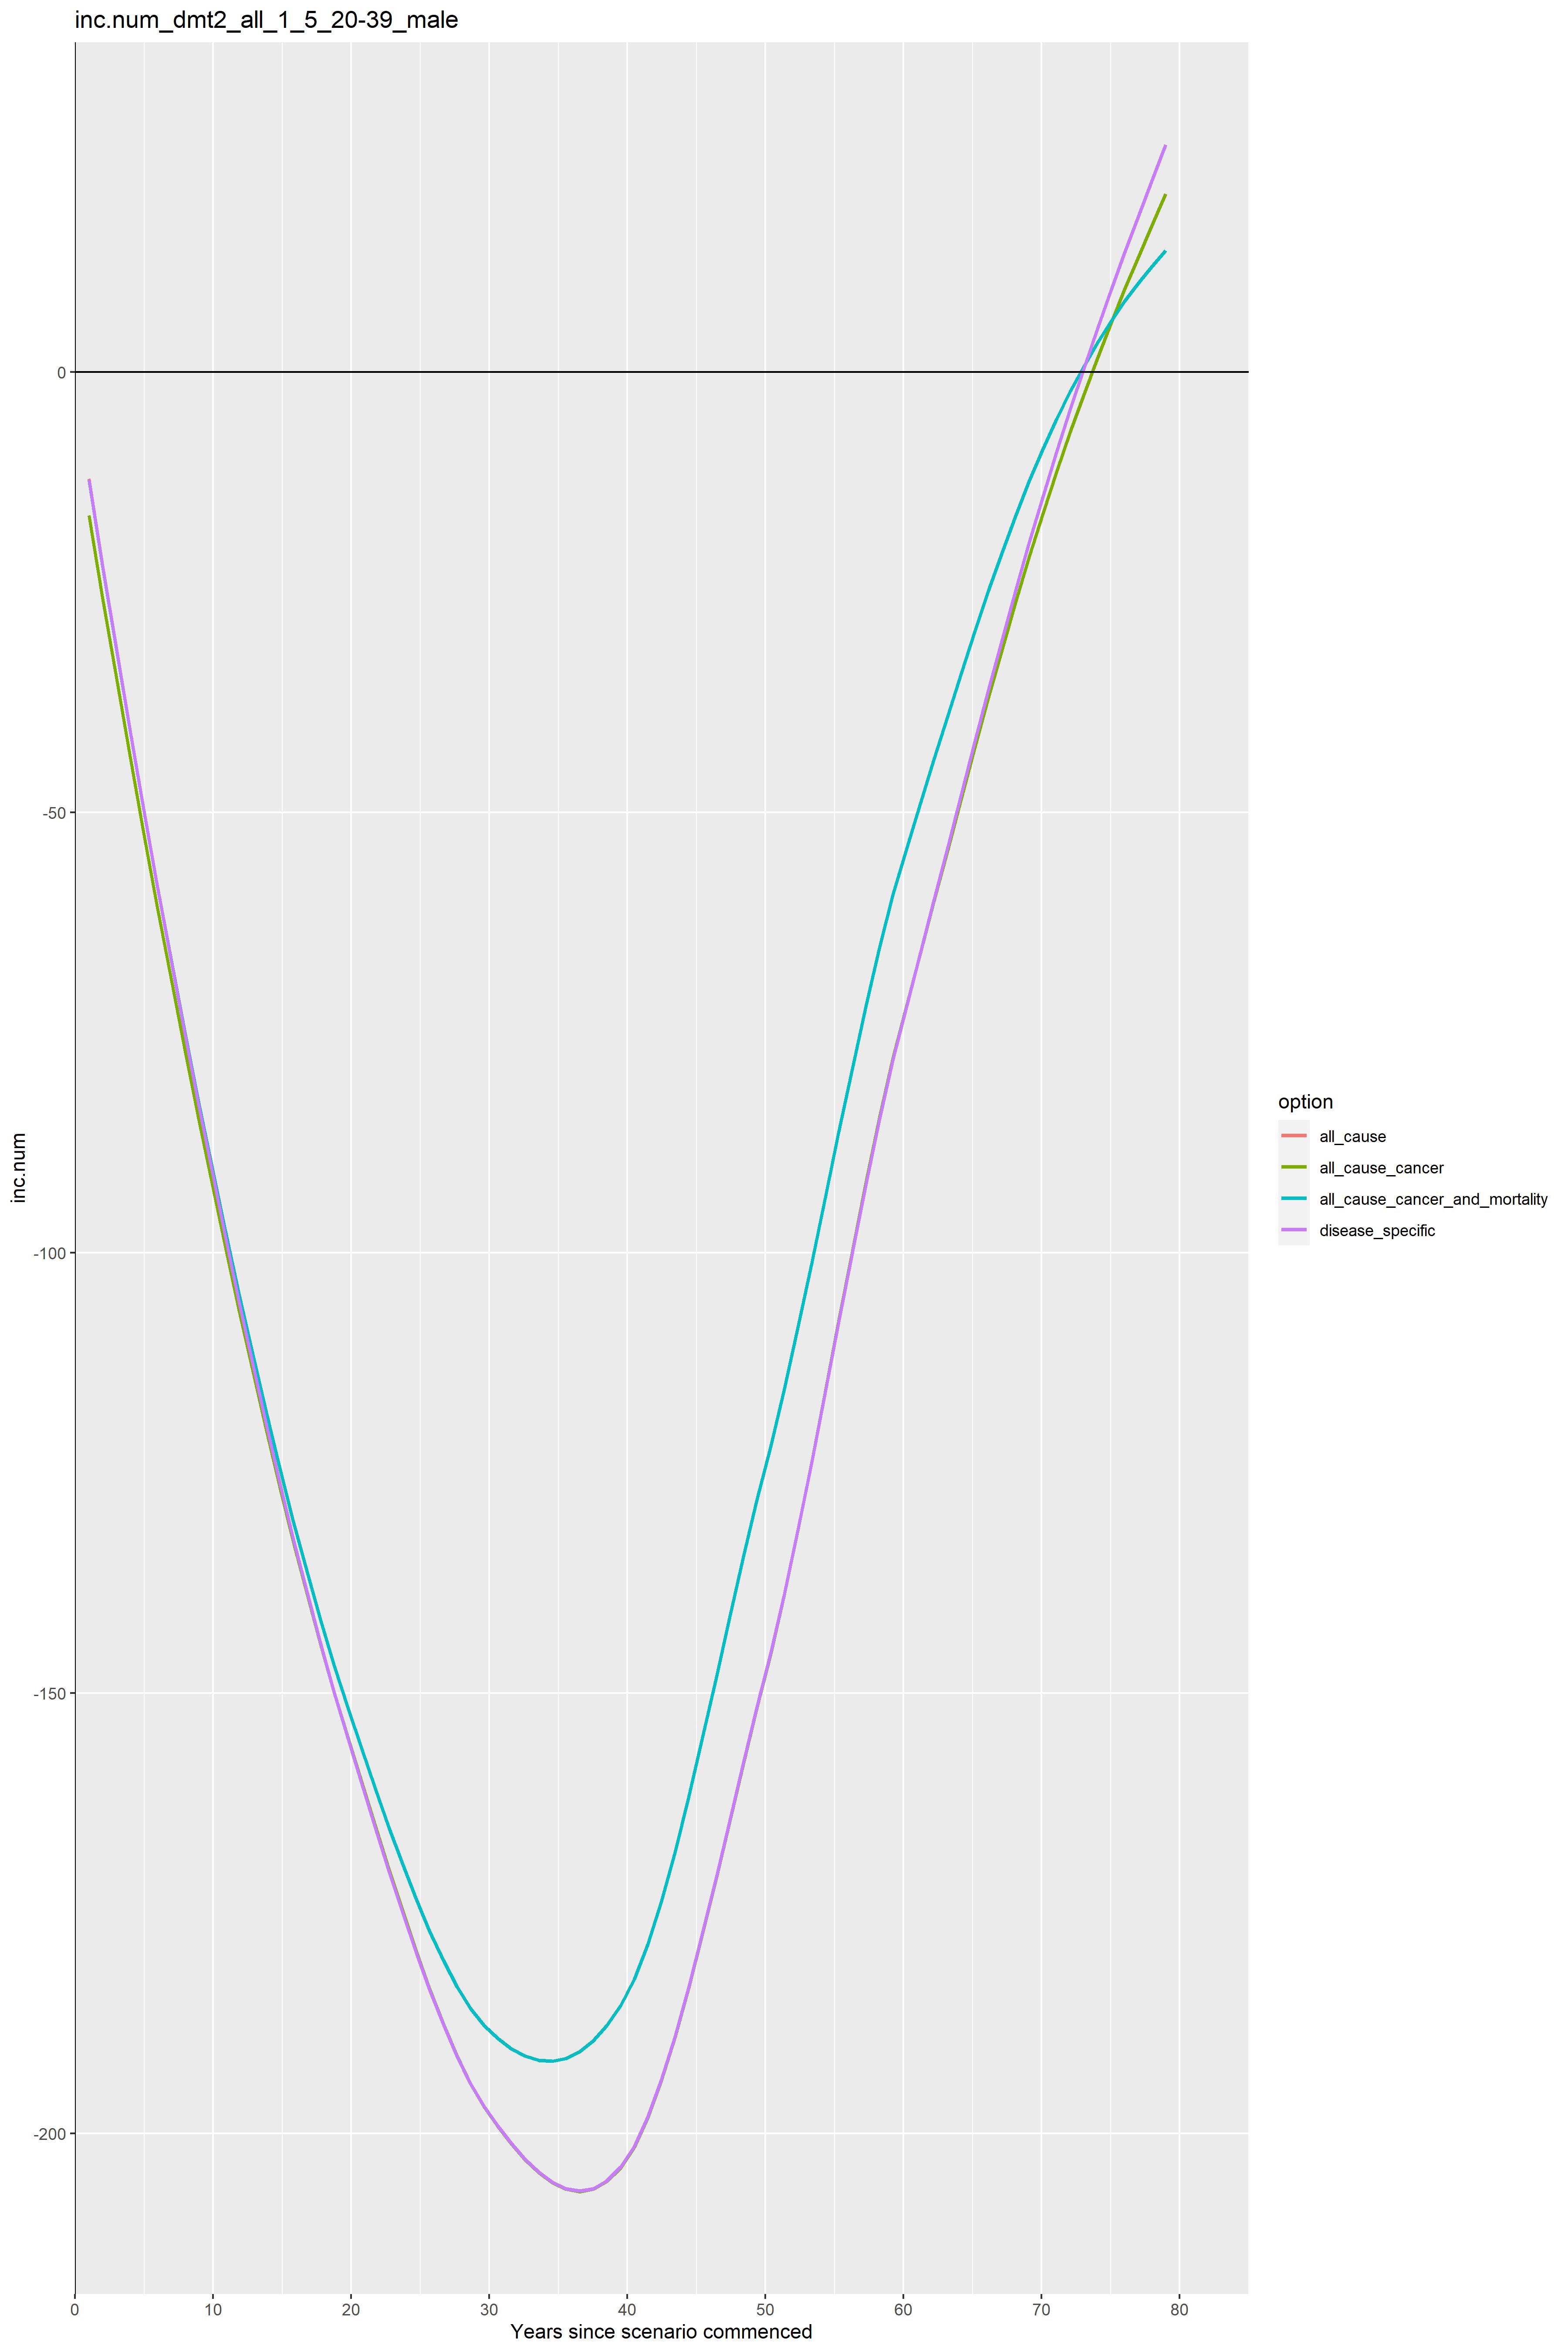 inc.num_dmt2_all_1_5_20-39_male
0
-50
-100
-150
-200
inc.num
0 10 20 30 40 50 60 70 80
Years since scenario commenced
option
all_cause
all_cause_cancer
all_cause_cancer_and_mortality
disease_specific